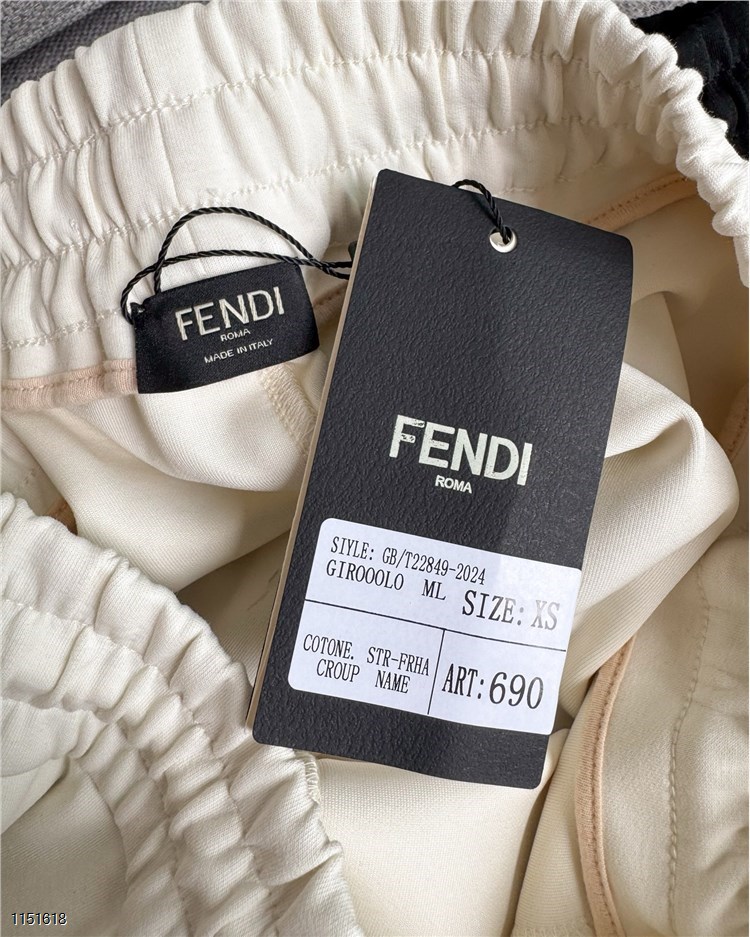 FENDI
ROMA
MADE IN ITALY
FENDI
ROMA
SIYLE: GB/T22849-2024
GIROOOLO ML
SIZE: XS
COTONE. STR-FRHA
CROUP NAME
ART: 690
1151618